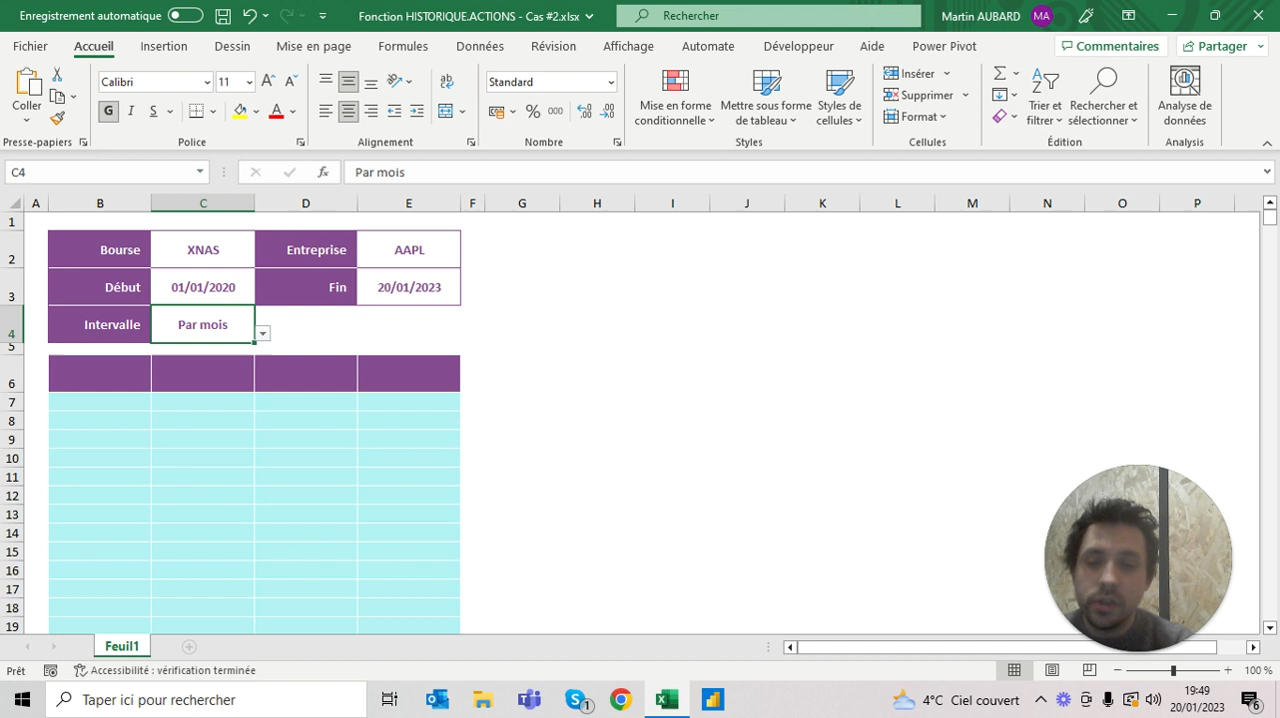 Enregistrement automatique
Fonction HISTORIQUE.ACTIONS - Cas #2.xlsx
Rechercher
Martin AUBARD
MA
Fichier Accueil Insertion Dessin Mise en page Formules Données Révision Affichage Automate Développeur Aide Power Pivot
Commentaires
Partager
Coller
Calibri 11
G I S
Standard
% 000
Mise en forme conditionnelle
Mettre sous forme de tableau
Styles de cellules
Insérer
Supprimer
Format
Trier et filtrer
Rechercher et sélectionner
Analyse de données
Presse-papiers Police Alignement Nombre Styles Cellules Édition Analysis
C4 fx Par mois
A B C D E F G H I J K L M N O P
1
2 Bourse XNAS Entreprise AAPL
3 Début 01/01/2020 Fin 20/01/2023
4 Intervalle Par mois
5
6
7
8
9
10
11
12
13
14
15
16
17
18
19
Feuil1
Prêt
Accessibilité : vérification terminée
100 %
Taper ici pour rechercher
1
4°C Ciel couvert
19:49
20/01/2023
6